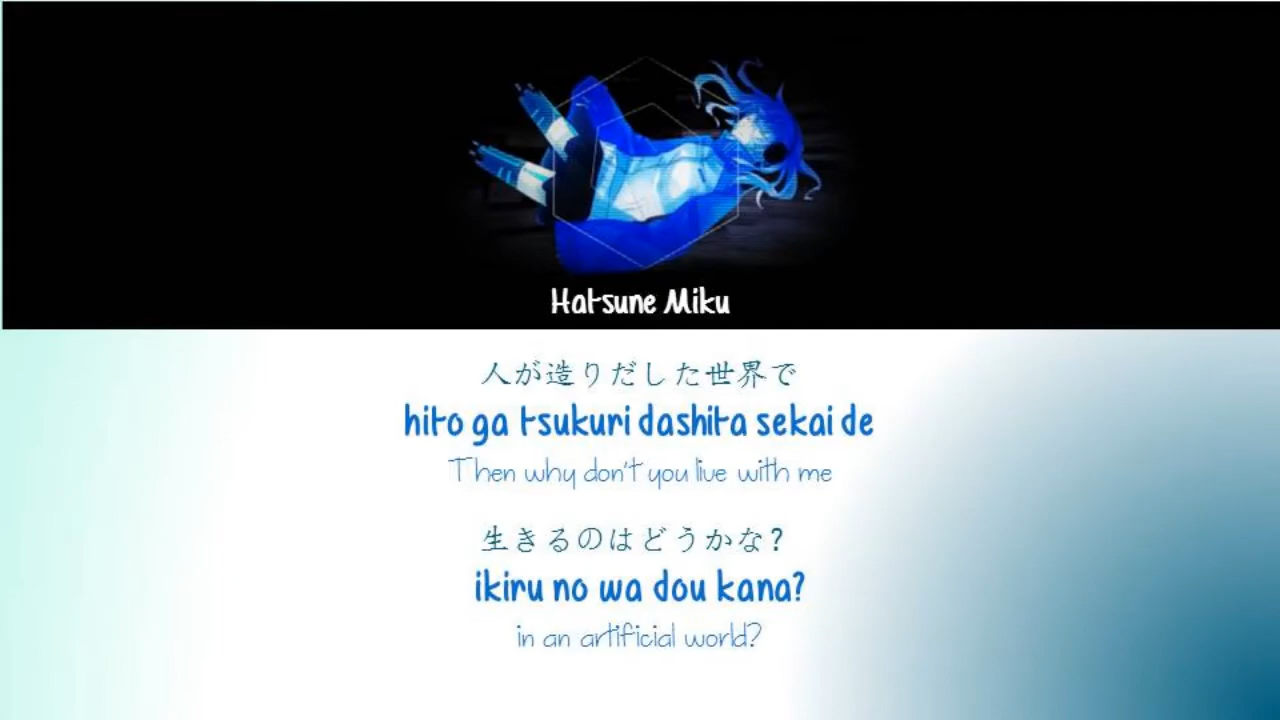 Hatsune Miku
人が造りだした世界で
hito ga tsukuri dashita sekai de
Then why don't you live with me
生きるのはどうかな?
ikiru no wa dou kana?
in an artificial world?